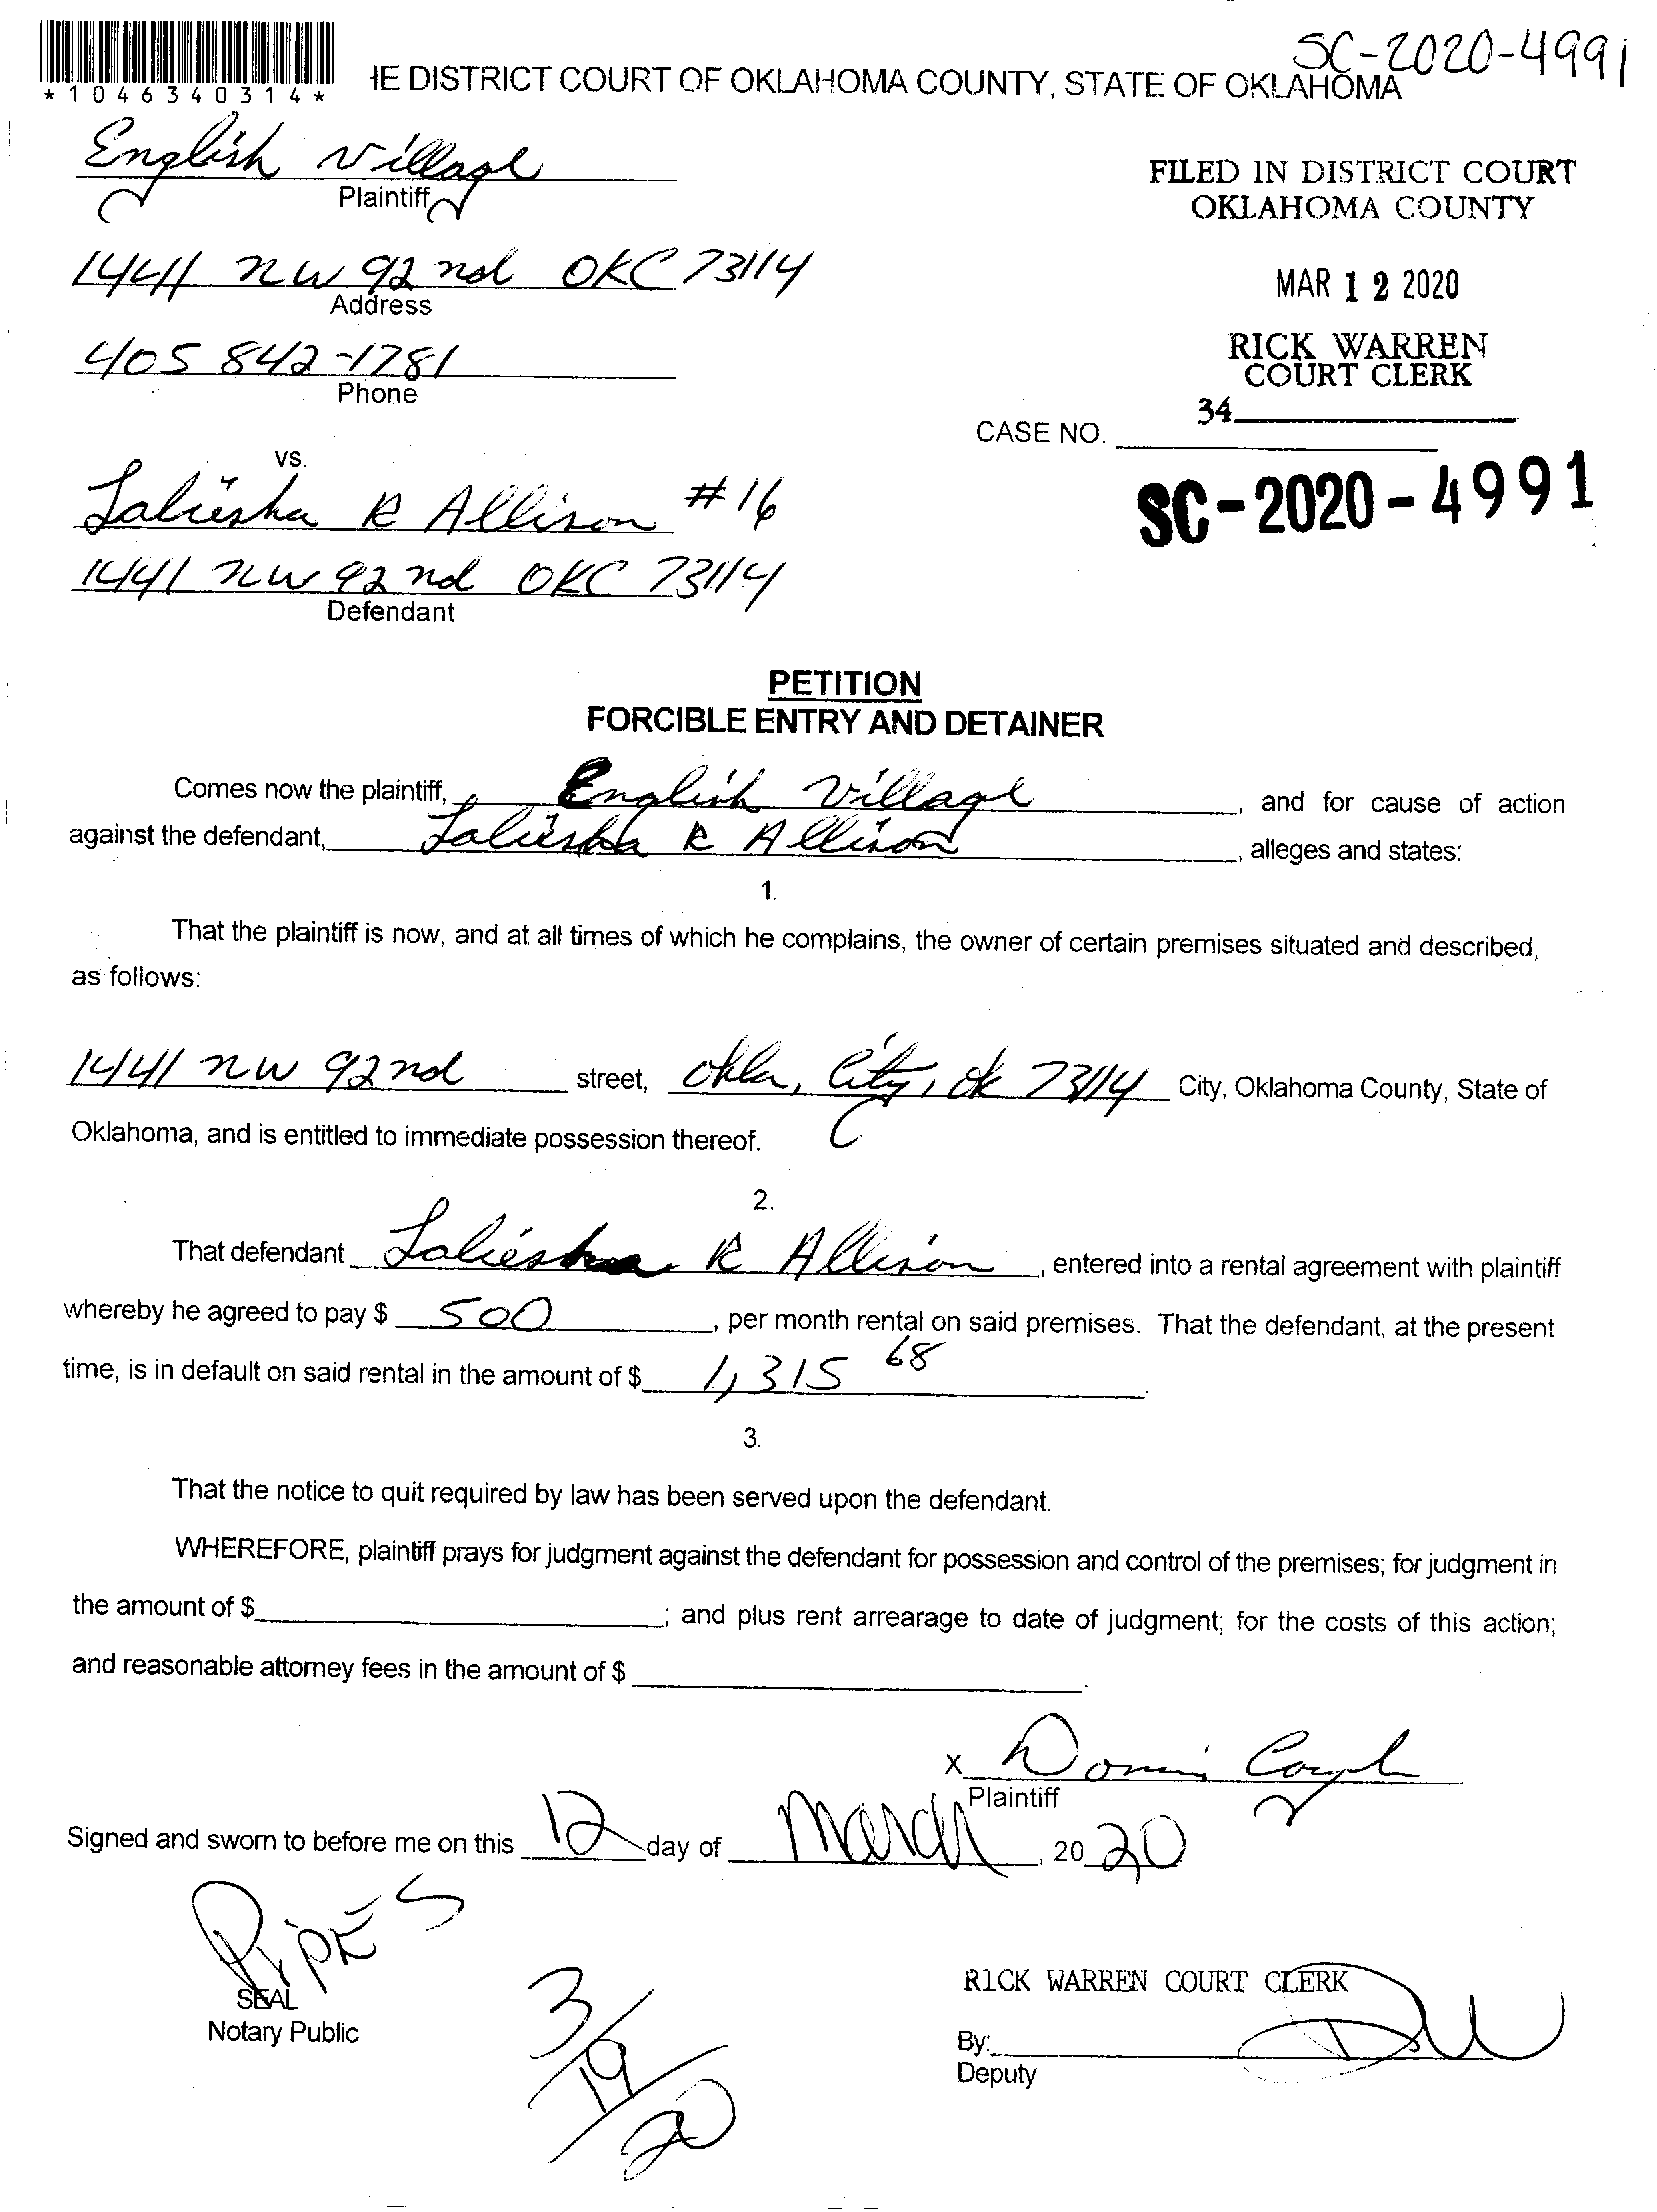 SC-2020-4991
*1046340314*
HE DISTRICT COURT OF OKLAHOMA COUNTY, STATE OF OKLAHOMA
English Village
Plaintiff
FILED IN DISTRICT COURT
OKLAHOMA COUNTY
1441 NW 92nd OKC 73114
Address
MAR 12 2020
405 842-1781
Phone
RICK WARREN
COURT CLERK
34
CASE NO.
vs.
Laliesha R Allison #16
SC-2020-4991
1441 NW 92nd OKC 73114
Defendant
PETITION
FORCIBLE ENTRY AND DETAINER
Comes now the plaintiff, English Village, and for cause of action
against the defendant, Laliesha R Allison, alleges and states:
1.
That the plaintiff is now, and at all times of which he complains, the owner of certain premises situated and described,
as follows:
1441 NW 92nd street, Okla, City, Ok 73114 City, Oklahoma County, State of
Oklahoma, and is entitled to immediate possession thereof.
2.
That defendant Laliesha R Allison, entered into a rental agreement with plaintiff
whereby he agreed to pay $ 500, per month rental on said premises. That the defendant, at the present
time, is in default on said rental in the amount of $ 1,315 68.
3.
That the notice to quit required by law has been served upon the defendant.
WHEREFORE, plaintiff prays for judgment against the defendant for possession and control of the premises; for judgment in
the amount of $ ; and plus rent arrearage to date of judgment; for the costs of this action;
and reasonable attorney fees in the amount of $ .
X
Plaintiff
Signed and sworn to before me on this 12 day of March, 2020
PiPES
SEAL
Notary Public
3/19/20
RICK WARREN COURT CLERK
By:
Deputy